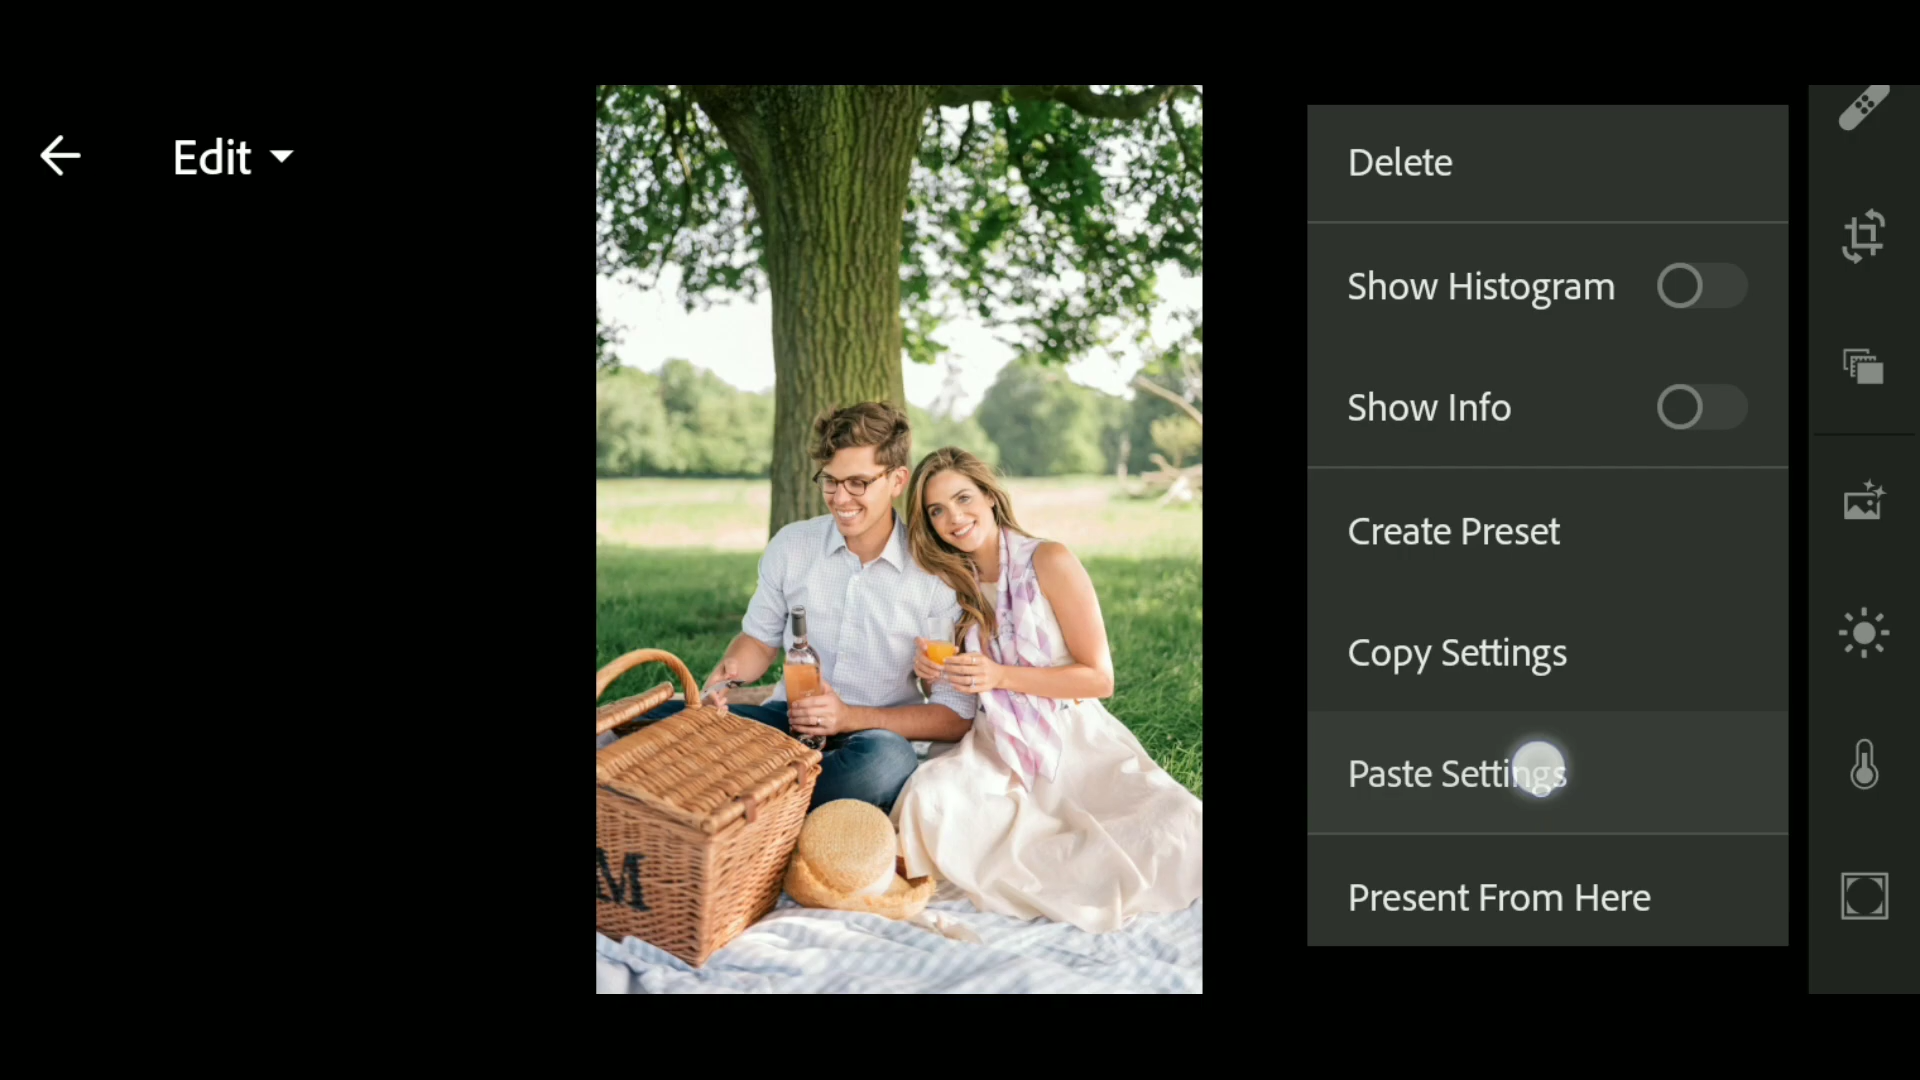 Edit
Delete
Show Histogram
Show Info
Create Preset
Copy Settings
Paste Settings
Present From Here
M